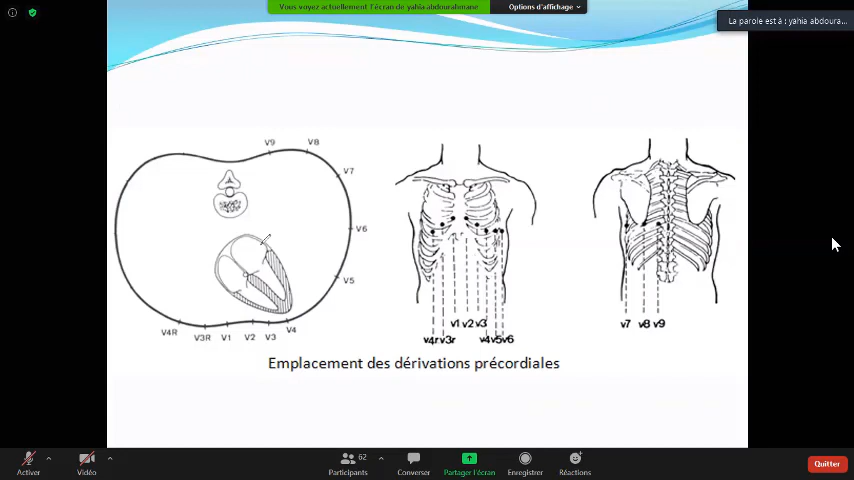 Vous voyez actuellement l'écran de yahia abdourahmane
Options d'affichage
La parole est à : yahia abdoura...
V9
V8
V7
V6
V5
V4
V3
V2
V1
V3R
V4R
v1 v2 v3
v4r v3r
v4 v5 v6
v7 v8 v9
Emplacement des dérivations précordiales
Activer
Vidéo
62
Participants
Converser
Partager l'écran
Enregistrer
Réactions
Quitter